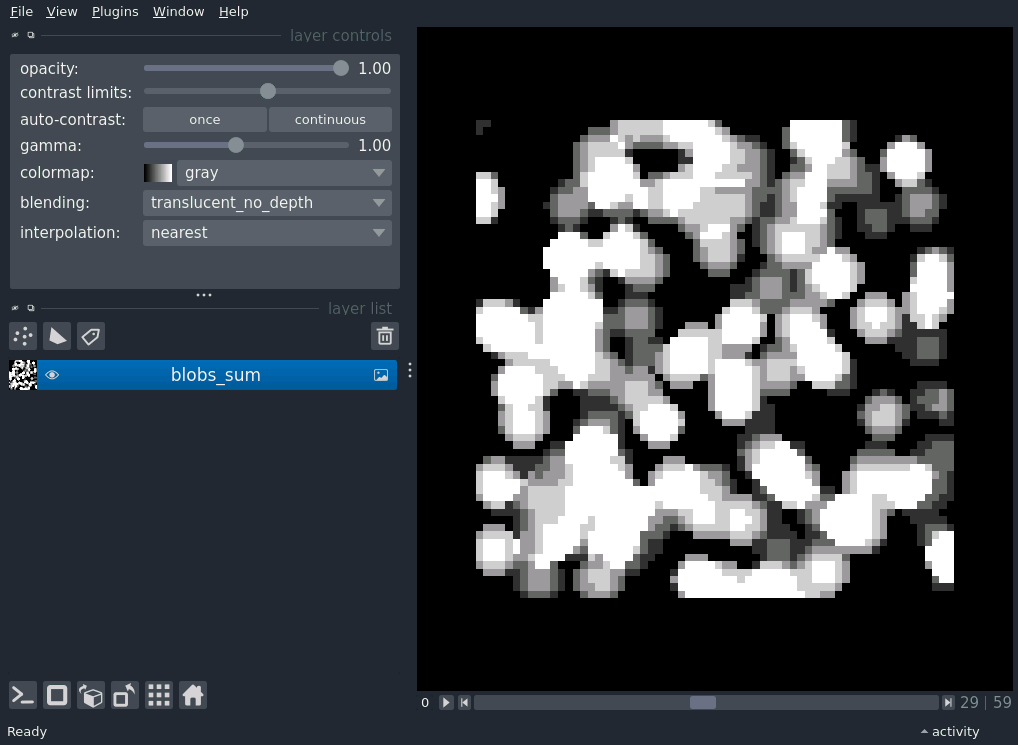 File View Plugins Window Help
layer controls
opacity: 1.00
contrast limits:
auto-contrast: once continuous
gamma: 1.00
colormap: gray
blending: translucent_no_depth
interpolation: nearest
layer list
blobs_sum
0 29 | 59
Ready activity